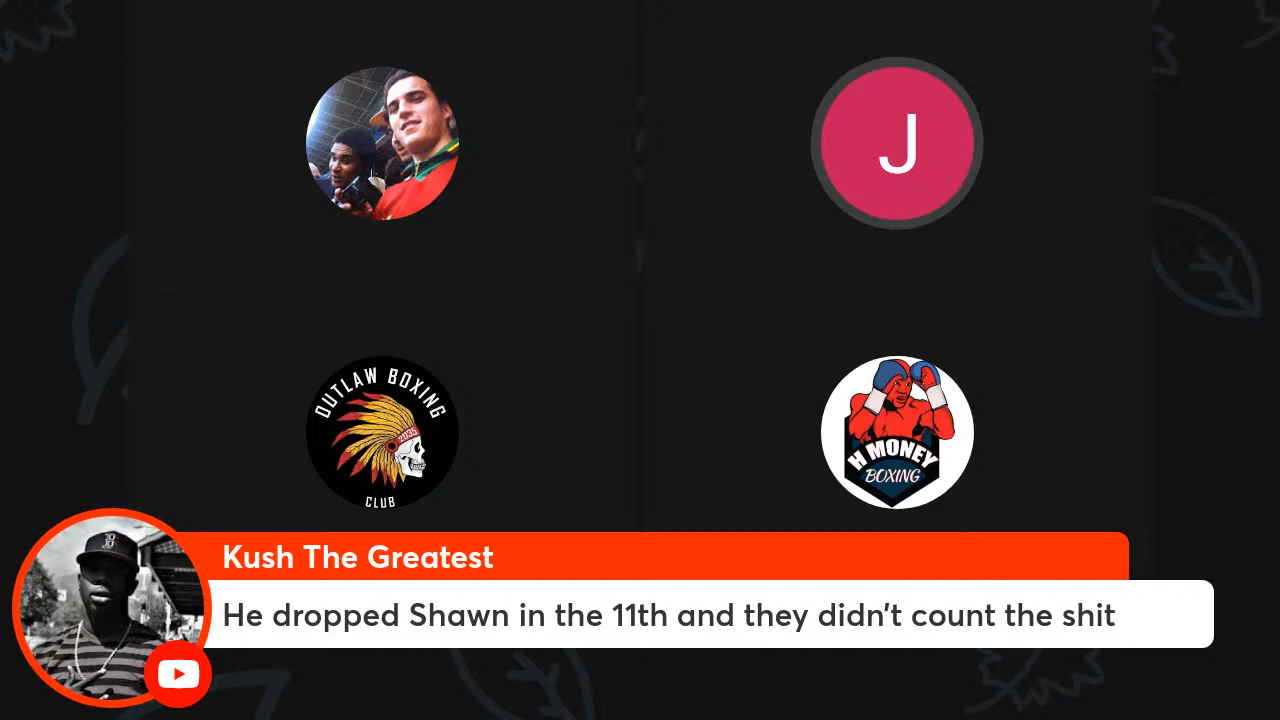 J
OUTLAW BOXING
2035
CLUB
H MONEY
BOXING
Kush The Greatest
He dropped Shawn in the 11th and they didn't count the shit